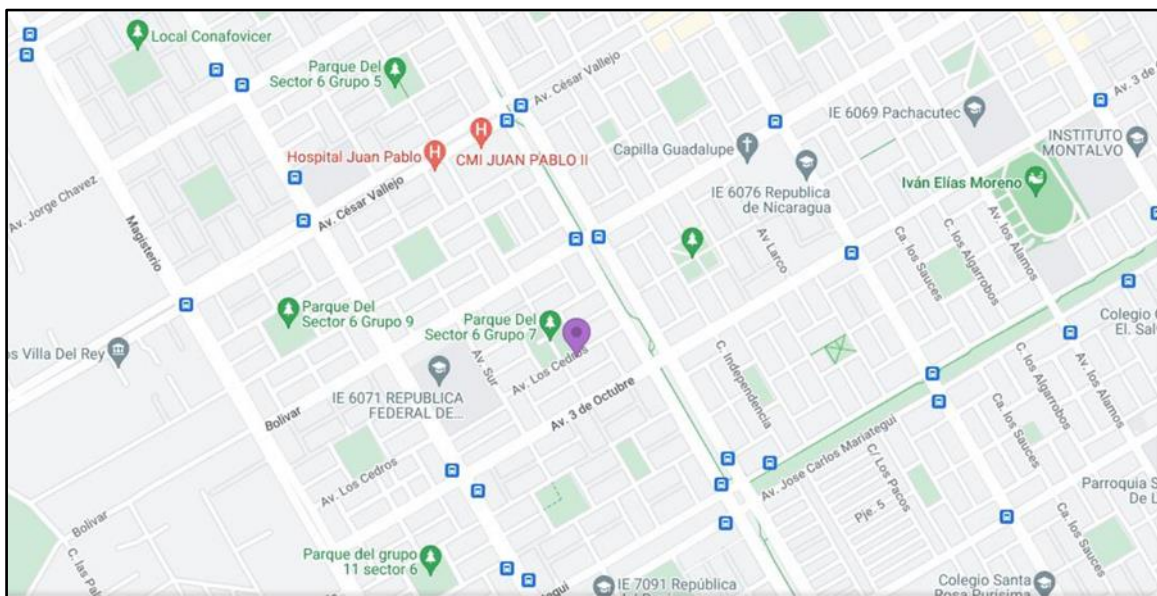 Local Conafovicer
Parque Del
Sector 6 Grupo 5
Av. César Vallejo
Av. 3 de
IE 6069 Pachacutec
INSTITUTO
MONTALVO
Hospital Juan Pablo
CMI JUAN PABLO II
Capilla Guadalupe
IE 6076 Republica
de Nicaragua
Iván Elías Moreno
Av. Jorge Chavez
Magisterio
Av. César Vallejo
Av Larco
Ca. los Sauces
C. los Algarrobos
Av. los Alamos
Parque Del
Sector 6 Grupo 9
Parque Del
Sector 6 Grupo 7
Colegio
El. Sal
os Villa Del Rey
IE 6071 REPUBLICA
FEDERAL DE...
Av. Sur
Av. Los Cedros
C. Independencia
C. los Algarrobos
Av. los Alamos
Bolivar
Av. 3 de Octubre
Ca. los Sauces
Av. Los Cedros
Av. Jose Carlos Mariategui
C/ Los Pacos
Pje. 5
Parroquia S
De L
Ca. los Sauces
Bolivar
C. las Pal
Parque del grupo
11 sector 6
tegui
IE 7091 República
Colegio Santa
Rosa Purísima